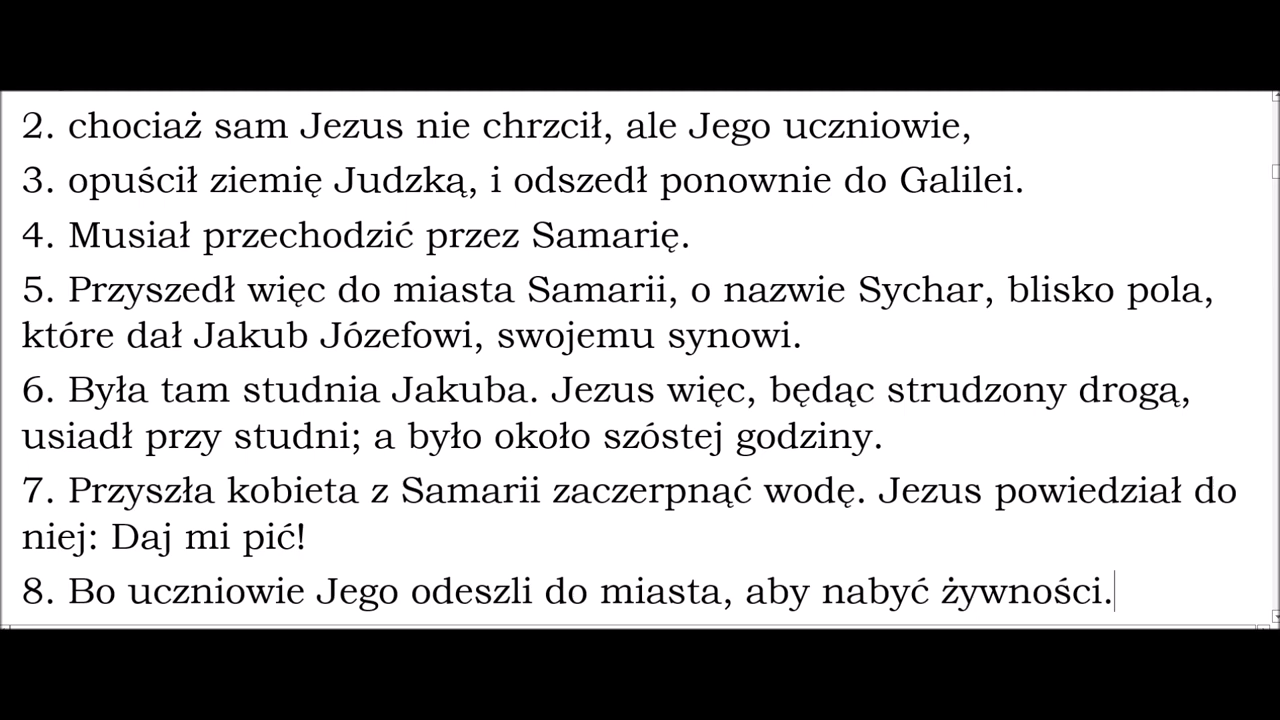 2. chociaż sam Jezus nie chrzcił, ale Jego uczniowie,
3. opuścił ziemię Judzką, i odszedł ponownie do Galilei.
4. Musiał przechodzić przez Samarię.
5. Przyszedł więc do miasta Samarii, o nazwie Sychar, blisko pola,
które dał Jakub Józefowi, swojemu synowi.
6. Była tam studnia Jakuba. Jezus więc, będąc strudzony drogą,
usiadł przy studni; a było około szóstej godziny.
7. Przyszła kobieta z Samarii zaczerpnąć wodę. Jezus powiedział do
niej: Daj mi pić!
8. Bo uczniowie Jego odeszli do miasta, aby nabyć żywności.